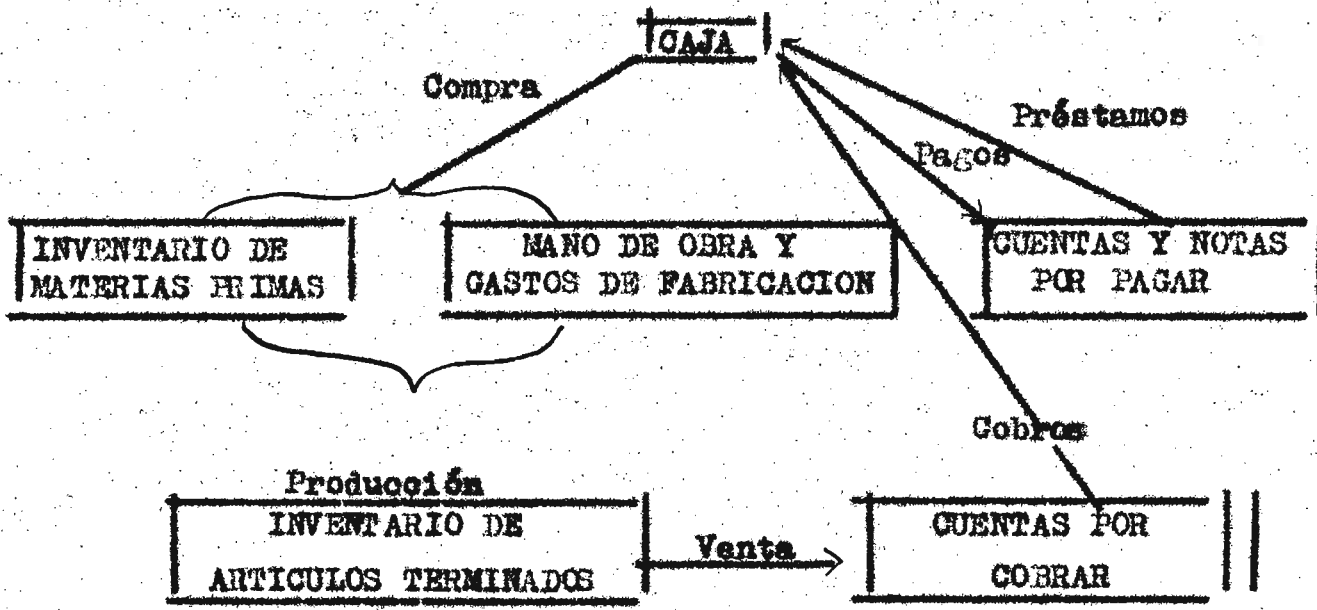 CAJA
Compra
Préstamos
Pagos
INVENTARIO DE
MATERIAS PRIMAS
MANO DE OBRA Y
GASTOS DE FABRICACION
CUENTAS Y NOTAS
POR PAGAR
Cobros
Producción
INVENTARIO DE
ARTICULOS TERMINADOS
Venta
CUENTAS POR
COBRAR